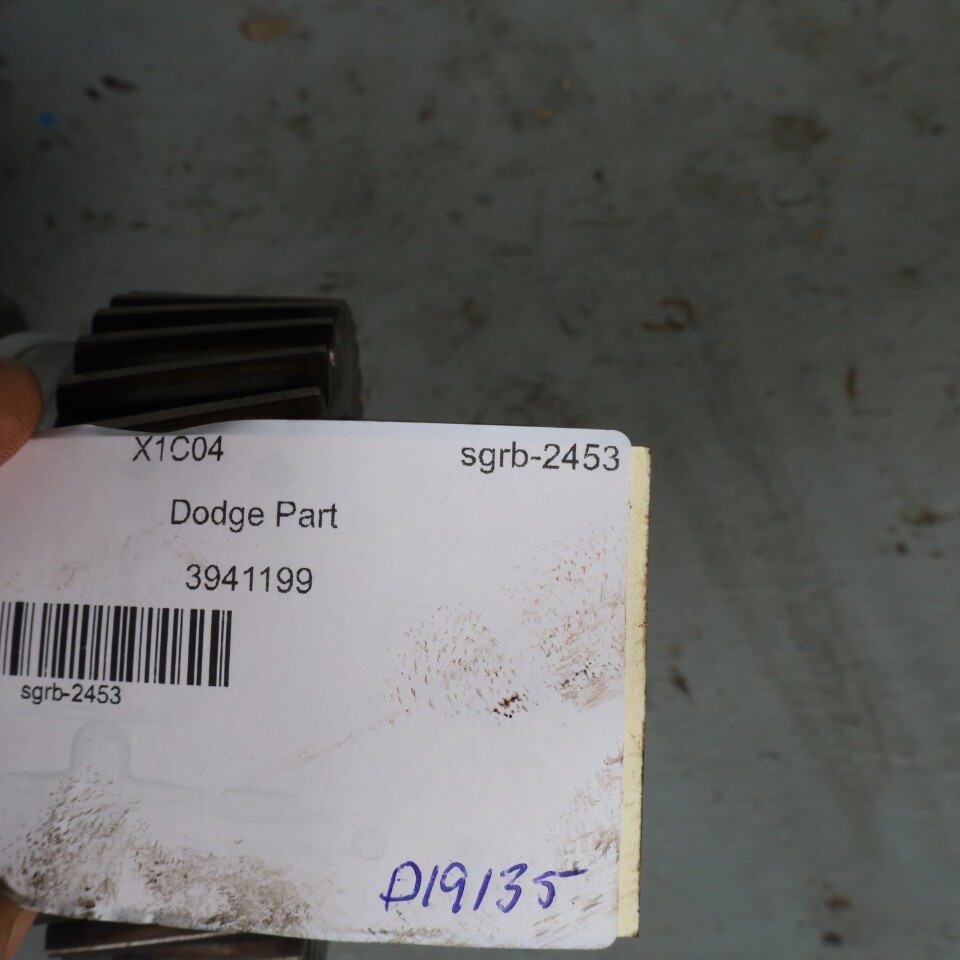 X1C04 sgrb-2453
Dodge Part
3941199
sgrb-2453
D19135